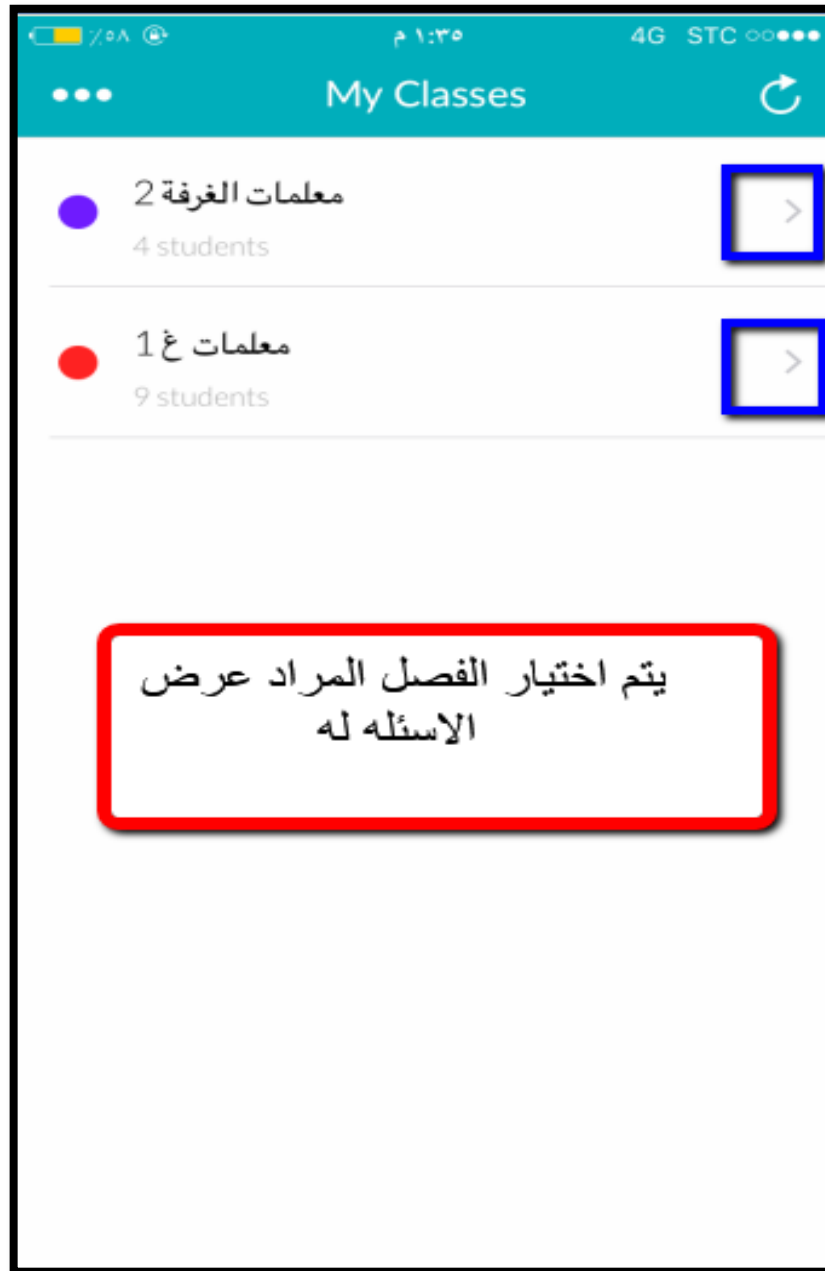 ٪٥٨ ١:٣٥ م 4G STC
My Classes
معلمات الغرفة 2
4 students
معلمات غ 1
9 students
يتم اختيار الفصل المراد عرض
الاسئله له